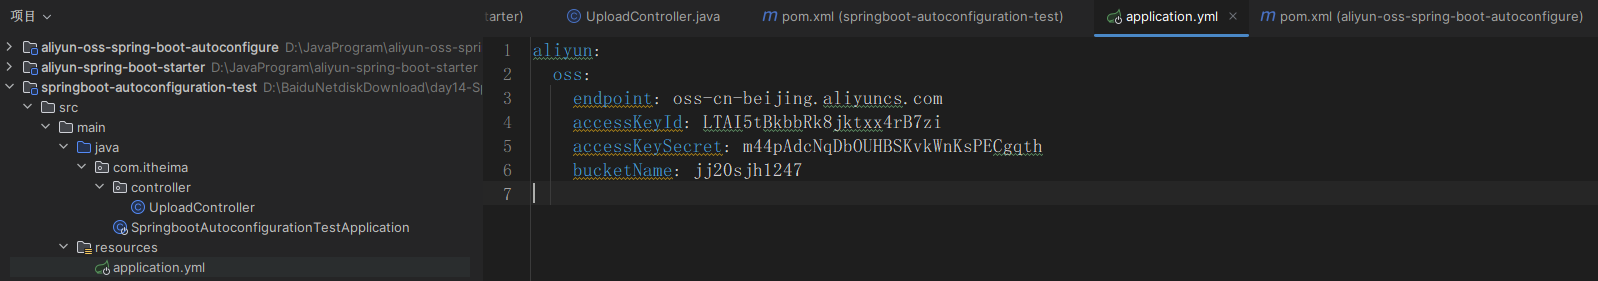 项目
starter)
UploadController.java
pom.xml (springboot-autoconfiguration-test)
application.yml
pom.xml (aliyun-oss-spring-boot-autoconfigure)
aliyun-oss-spring-boot-autoconfigure D:\JavaProgram\aliyun-oss-spri
aliyun-spring-boot-starter D:\JavaProgram\aliyun-spring-boot-starter
springboot-autoconfiguration-test D:\BaiduNetdiskDownload\day14-Sp
src
main
java
com.itheima
controller
UploadController
SpringbootAutoconfigurationTestApplication
resources
application.yml
1 aliyun:
2 oss:
3 endpoint: oss-cn-beijing.aliyuncs.com
4 accessKeyId: LTAI5tBkbbRk8jktxx4rB7zi
5 accessKeySecret: m44pAdcNqDbOUHBSKvkWnKsPECgqth
6 bucketName: jj20sjh1247
7